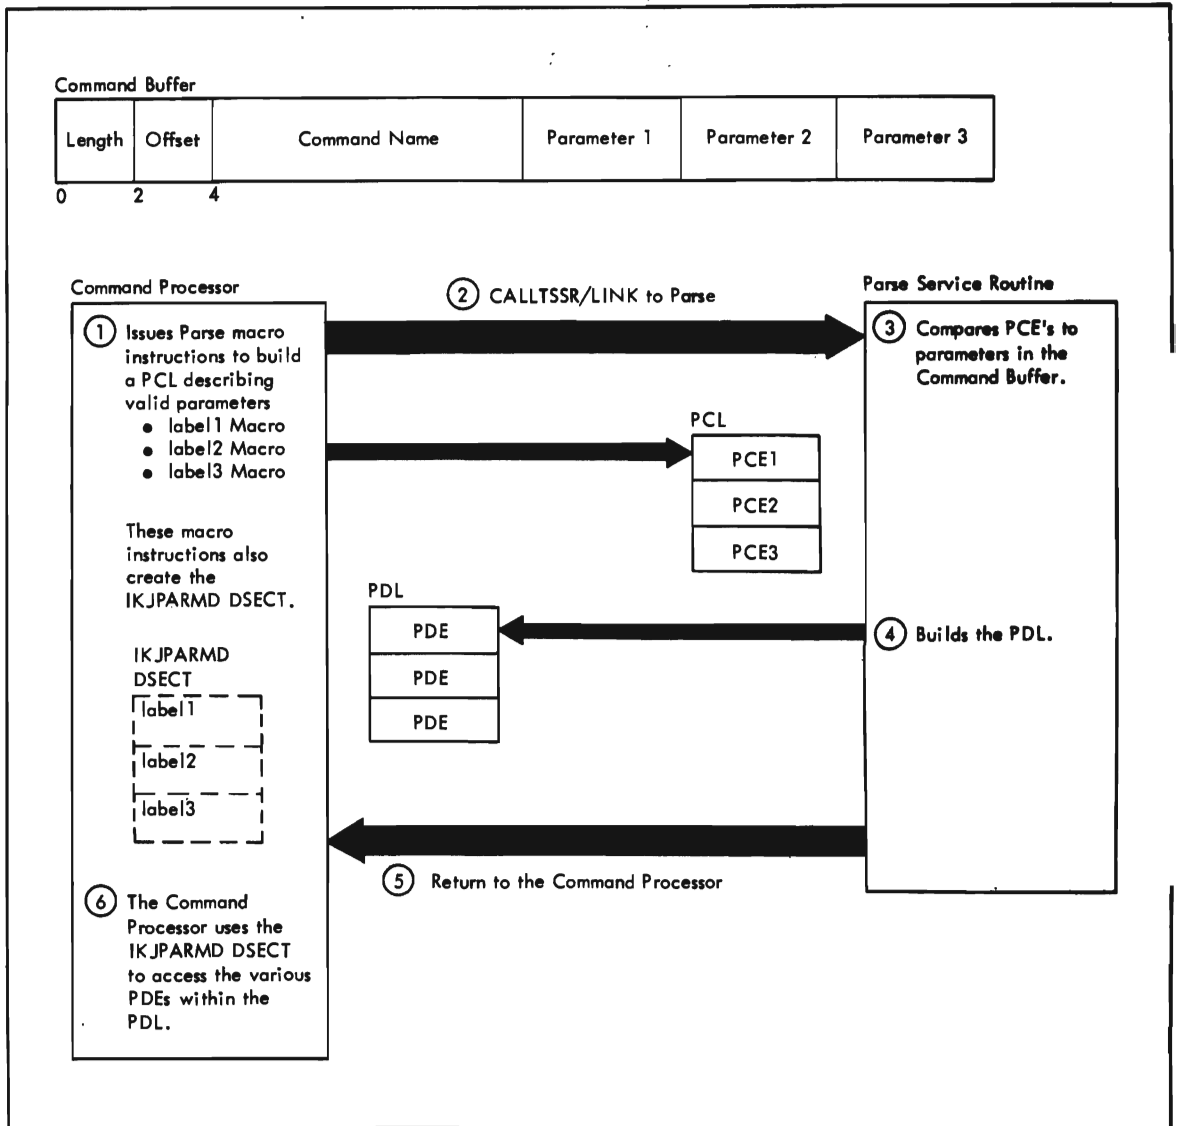 Command Buffer
Length Offset Command Name Parameter 1 Parameter 2 Parameter 3
0 2 4
Command Processor
1 Issues Parse macro
instructions to build
a PCL describing
valid parameters
• label1 Macro
• label2 Macro
• label3 Macro
These macro
instructions also
create the
IKJPARMD DSECT.
IKJPARMD
DSECT
label1
label2
label3
6 The Command
Processor uses the
IKJPARMD DSECT
to access the various
PDEs within the
PDL.
2 CALLTSSR/LINK to Parse
PCL
PCE1
PCE2
PCE3
PDL
PDE
PDE
PDE
5 Return to the Command Processor
Parse Service Routine
3 Compares PCE's to
parameters in the
Command Buffer.
4 Builds the PDL.